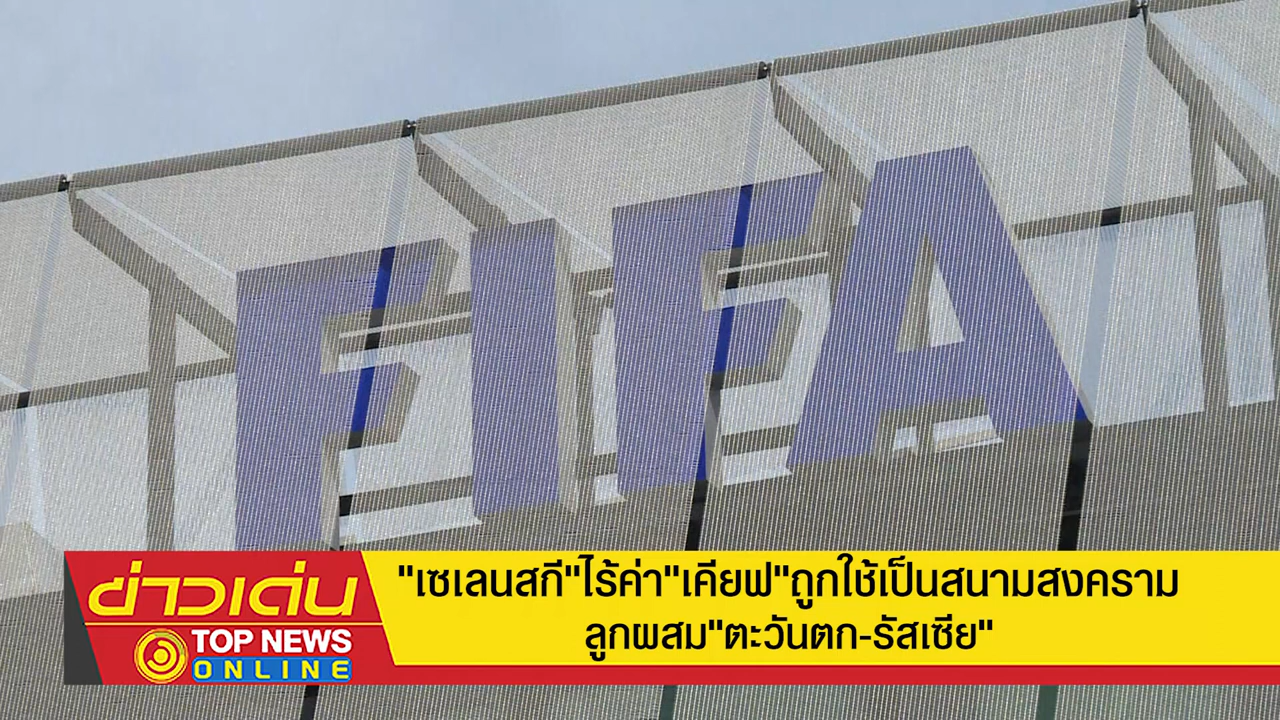 FIFA
ข่าวเด่น
TOP NEWS
ONLINE
"เซเลนสกี"ไร้ค่า"เคียฟ"ถูกใช้เป็นสนามสงคราม
ลูกผสม"ตะวันตก-รัสเซีย"